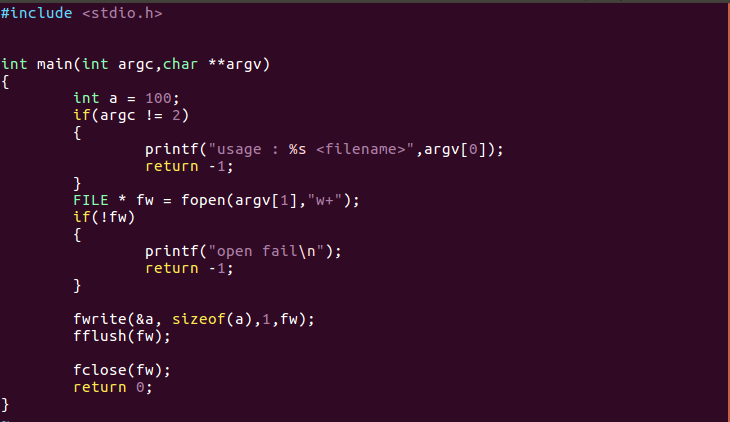 #include <stdio.h>
int main(int argc,char **argv)
{
        int a = 100;
        if(argc != 2)
        {
                printf("usage : %s <filename>",argv[0]);
                return -1;
        }
        FILE * fw = fopen(argv[1],"w+");
        if(!fw)
        {
                printf("open fail\n");
                return -1;
        }
        fwrite(&a, sizeof(a),1,fw);
        fflush(fw);
        fclose(fw);
        return 0;
}